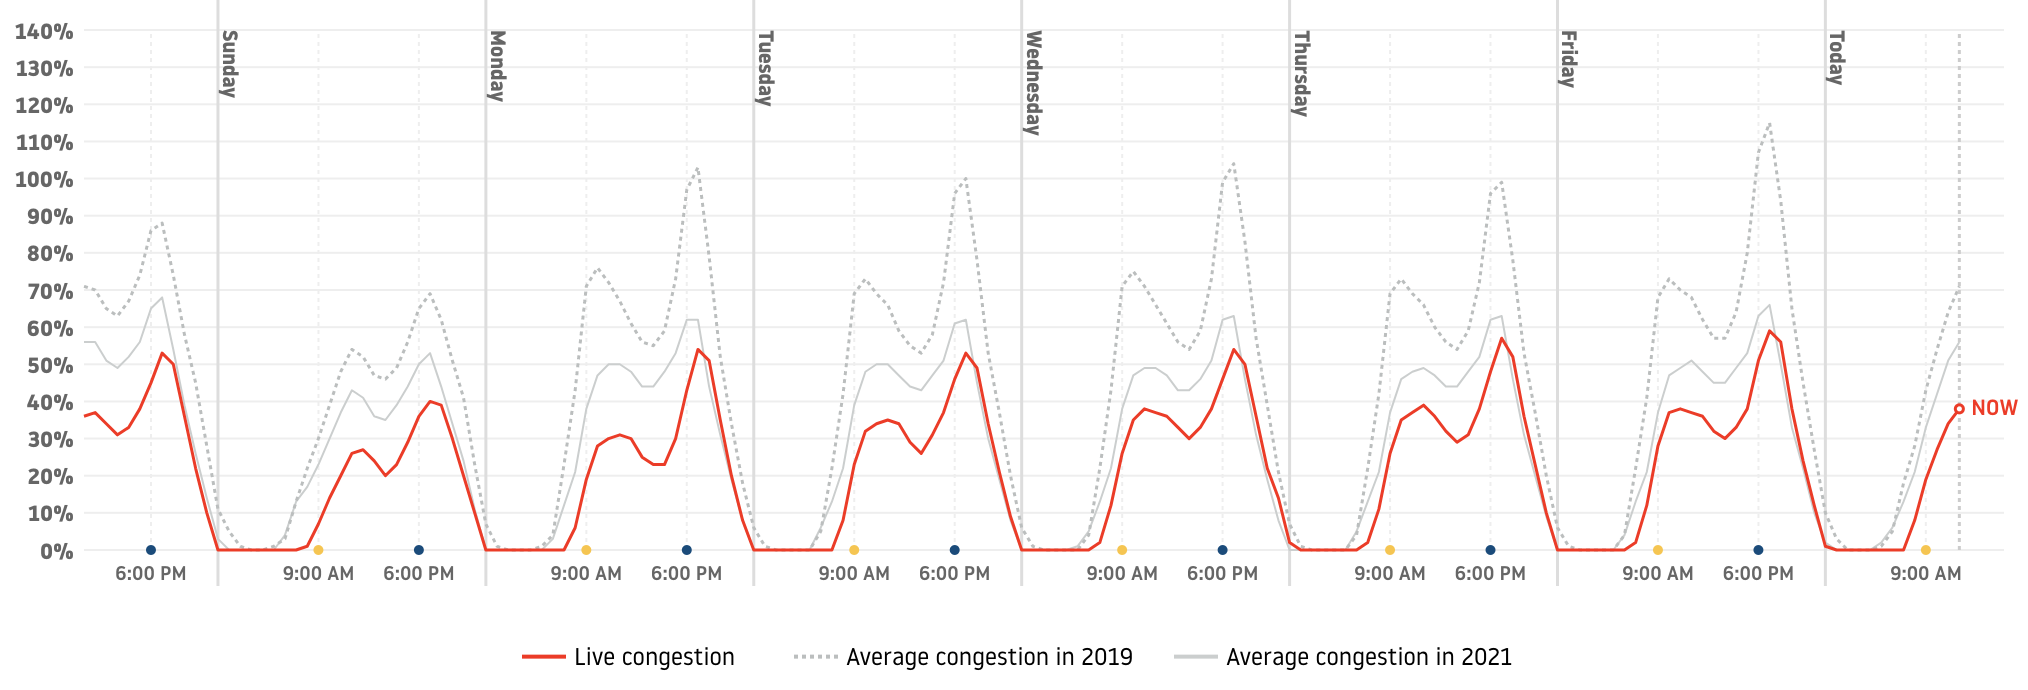 140%
130%
120%
110%
100%
90%
80%
70%
60%
50%
40%
30%
20%
10%
0%
Sunday
Monday
Tuesday
Wednesday
Thursday
Friday
Today
NOW
6:00 PM 9:00 AM 6:00 PM 9:00 AM 6:00 PM 9:00 AM 6:00 PM 9:00 AM 6:00 PM 9:00 AM 6:00 PM 9:00 AM 6:00 PM 9:00 AM
Live congestion Average congestion in 2019 Average congestion in 2021